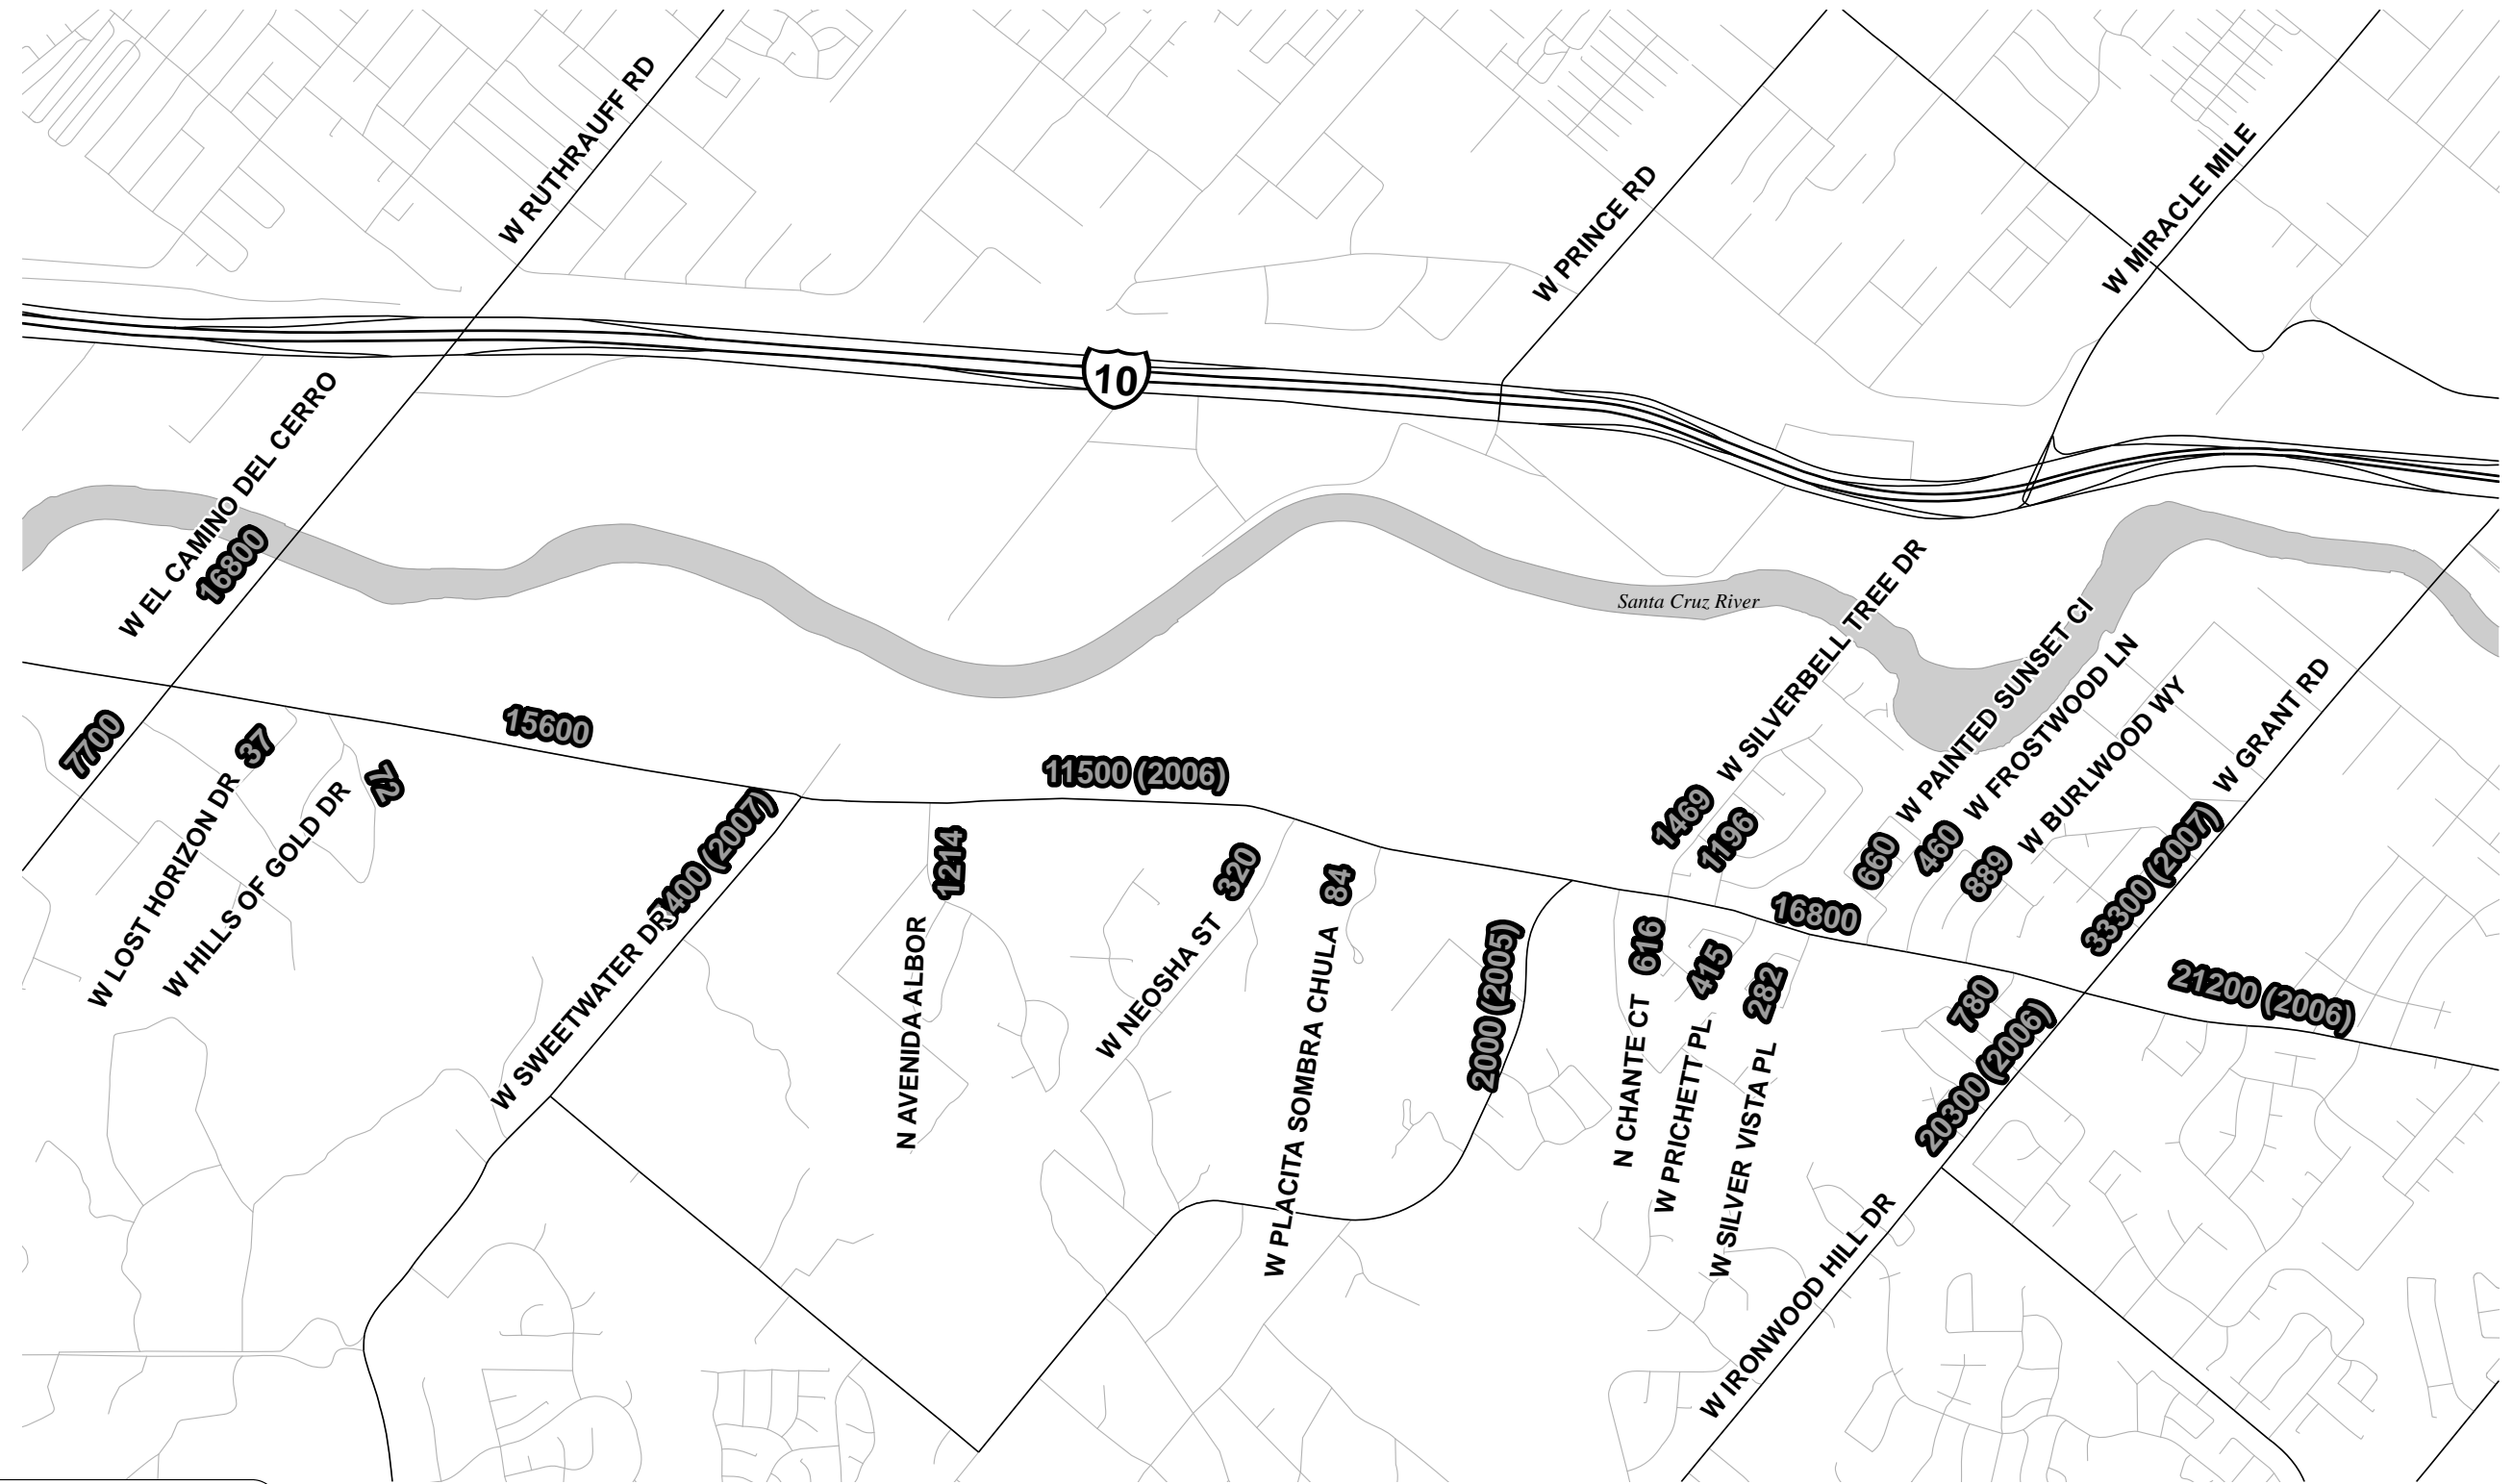 W RUTHRAUFF RD
W PRINCE RD
W MIRACLE MILE
10
W EL CAMINO DEL CERRO
16800
Santa Cruz River
W SILVERBELL TREE DR
W PAINTED SUNSET CI
W FROSTWOOD LN
W BURLWOOD WY
W GRANT RD
7700
37
72
15600
11500 (2006)
W LOST HORIZON DR
W HILLS OF GOLD DR
W SWEETWATER DR
1214
N AVENIDA ALBOR
320
W NEOSHA ST
84
W PLACITA SOMBRA CHULA
2000 (2005)
1469
1196
660
460
889
33300 (2007)
16800
616
N CHANTE CT
415
W PRICHETT PL
282
W SILVER VISTA PL
780
20300 (2006)
21200 (2006)
W IRONWOOD HILL DR